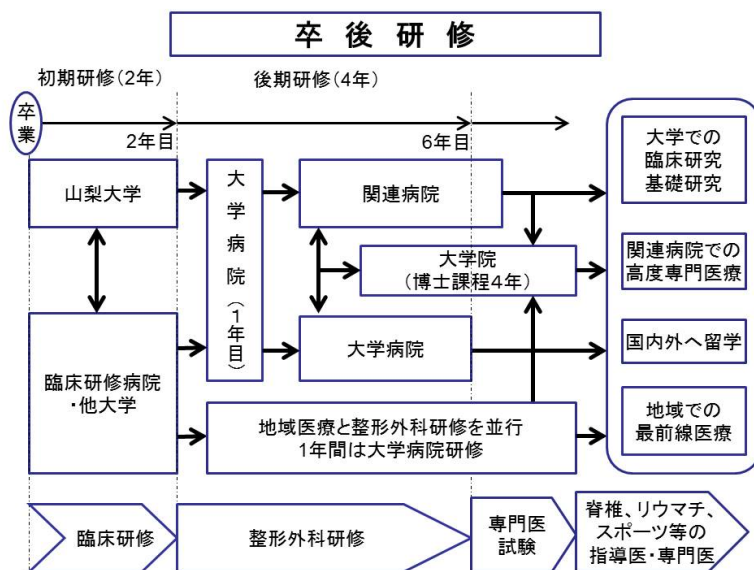 卒後研修
初期研修(2年)
後期研修(4年)
卒
業
2年目
6年目
山梨大学
大
学
病
院
(
1
年
目
)
関連病院
大学院
(博士課程4年)
大学病院
臨床研修病院
・他大学
地域医療と整形外科研修を並行
1年間は大学病院研修
大学での
臨床研究
基礎研究
関連病院での
高度専門医療
国内外へ留学
地域での
最前線医療
臨床研修
整形外科研修
専門医
試験
脊椎、リウマチ、
スポーツ等の
指導医・専門医